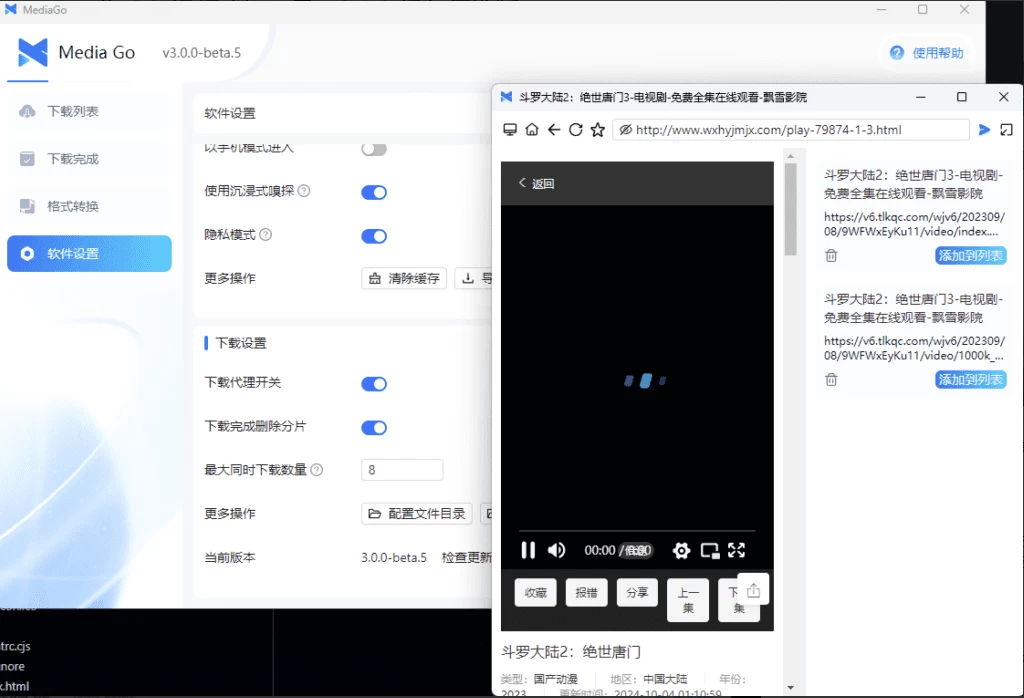 MediaGo
Media Go
v3.0.0-beta.5
使用帮助
下载列表
下载完成
格式转换
软件设置
软件设置
以手机模式进入
使用沉浸式嗅探
隐私模式
更多操作
清除缓存
导
下载设置
下载代理开关
下载完成删除分片
最大同时下载数量
8
更多操作
配置文件目录
当前版本
3.0.0-beta.5
检查更新
trc.cjs
nore
x.html
斗罗大陆2：绝世唐门3-电视剧-免费全集在线观看-飘雪影院
http://www.wxhyjmjx.com/play-79874-1-3.html
返回
00:00 /
倍速
收藏
报错
分享
上一
集
下
集
斗罗大陆2：绝世唐门
类型：国产动漫
地区：中国大陆
年份：
2023
更新时间：2024-10-04 01:10:59
斗罗大陆2：绝世唐门3-电视剧-
免费全集在线观看-飘雪影院
https://v6.tlkqc.com/wjv6/202309/
08/9WFWxEyKu11/video/index....
添加到列表
斗罗大陆2：绝世唐门3-电视剧-
免费全集在线观看-飘雪影院
https://v6.tlkqc.com/wjv6/202309/
08/9WFWxEyKu11/video/1000k_...
添加到列表